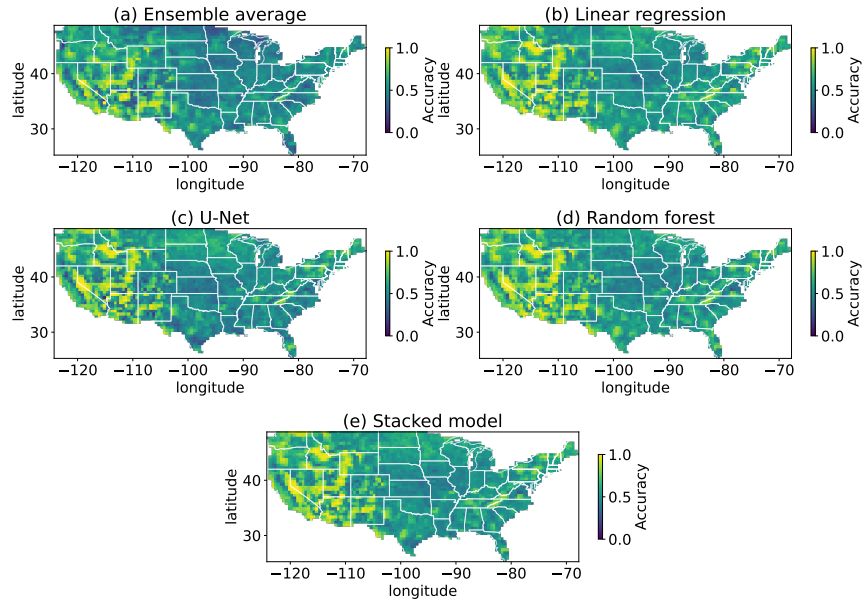 (a) Ensemble average
(b) Linear regression
latitude
40
30
1.0
0.5
0.0
Accuracy
−120 −110 −100 −90 −80 −70
longitude
latitude
40
30
1.0
0.5
0.0
Accuracy
−120 −110 −100 −90 −80 −70
longitude
(c) U-Net
(d) Random forest
latitude
40
30
1.0
0.5
0.0
Accuracy
−120 −110 −100 −90 −80 −70
longitude
latitude
40
30
1.0
0.5
0.0
Accuracy
−120 −110 −100 −90 −80 −70
longitude
(e) Stacked model
latitude
40
30
1.0
0.5
0.0
Accuracy
−120 −110 −100 −90 −80 −70
longitude